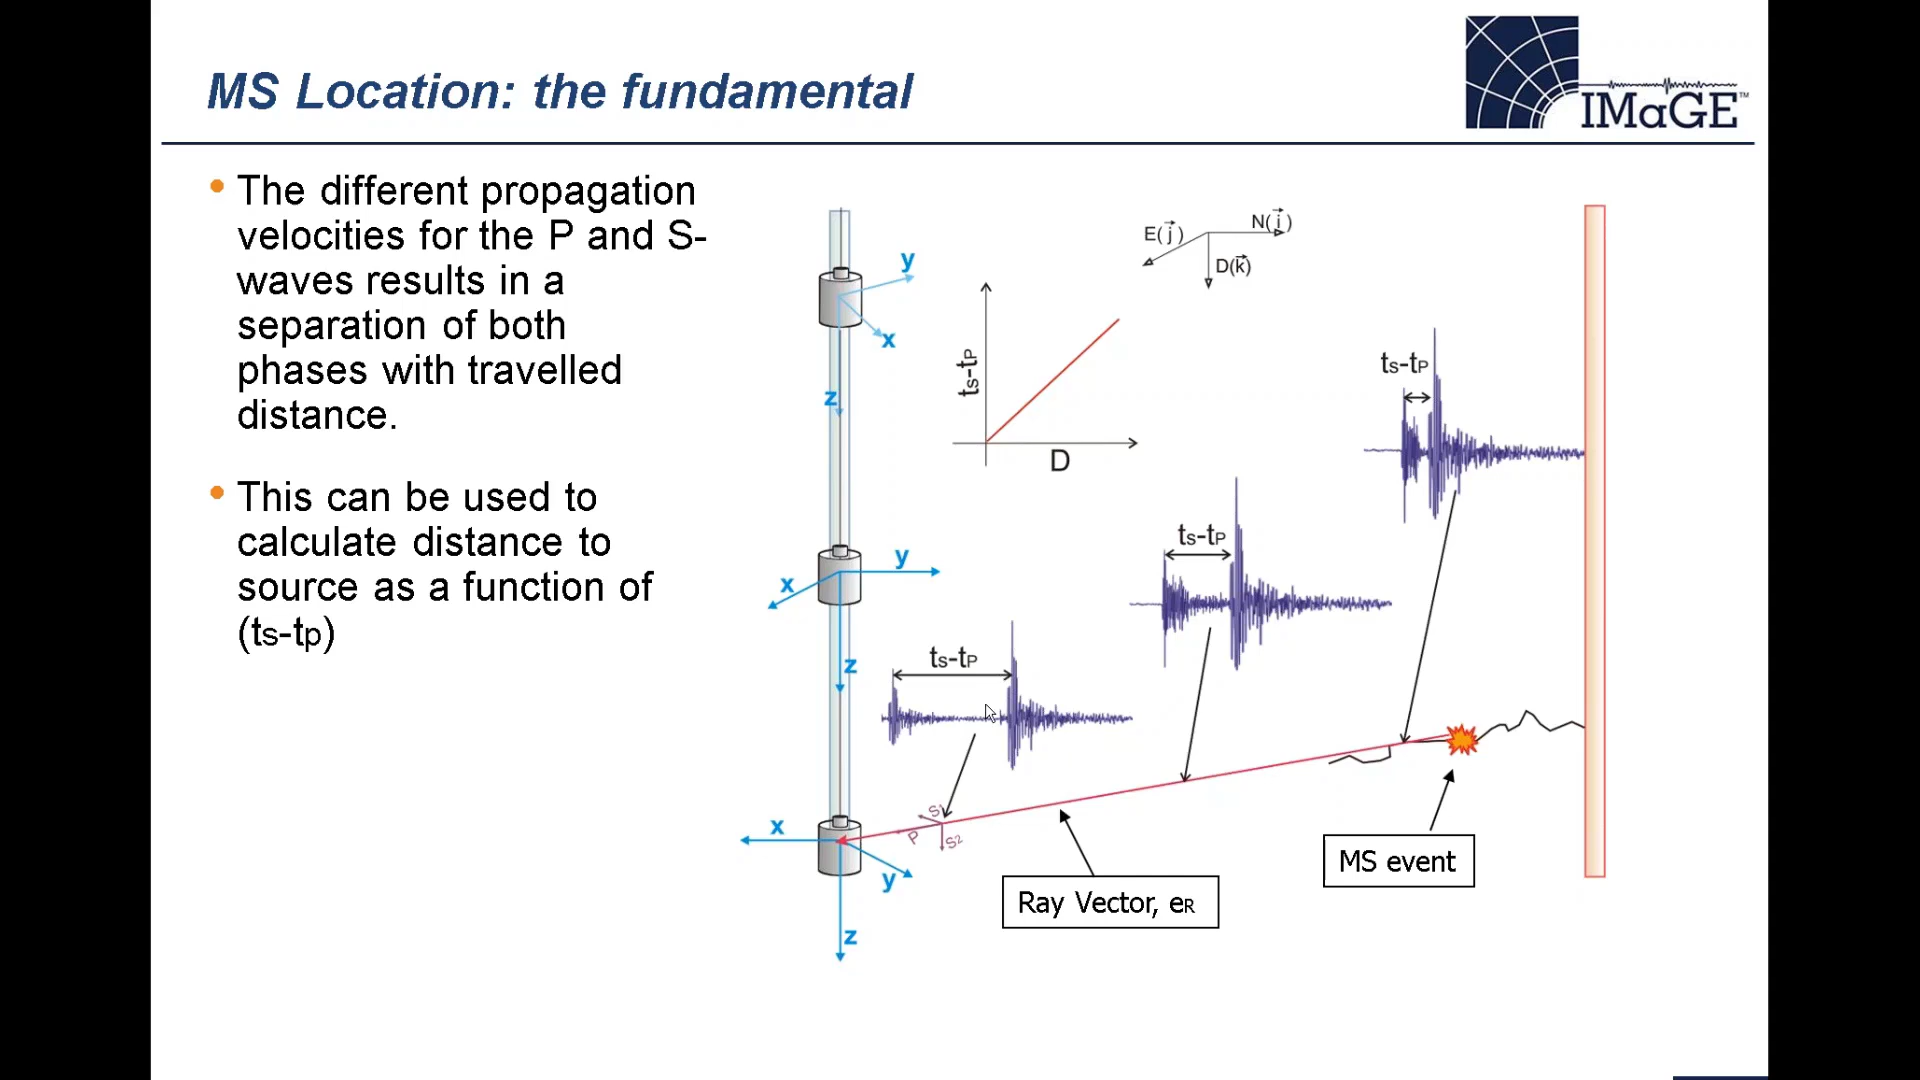 MS Location: the fundamental
IMaGE™
• The different propagation
velocities for the P and S-
waves results in a
separation of both
phases with travelled
distance.
• This can be used to
calculate distance to
source as a function of
(ts-tp)
y
x
z
y
x
z
x
y
z
E(j)
N(i)
D(k)
ts-tP
D
ts-tP
ts-tP
ts-tP
S1
P
S2
Ray Vector, eR
MS event